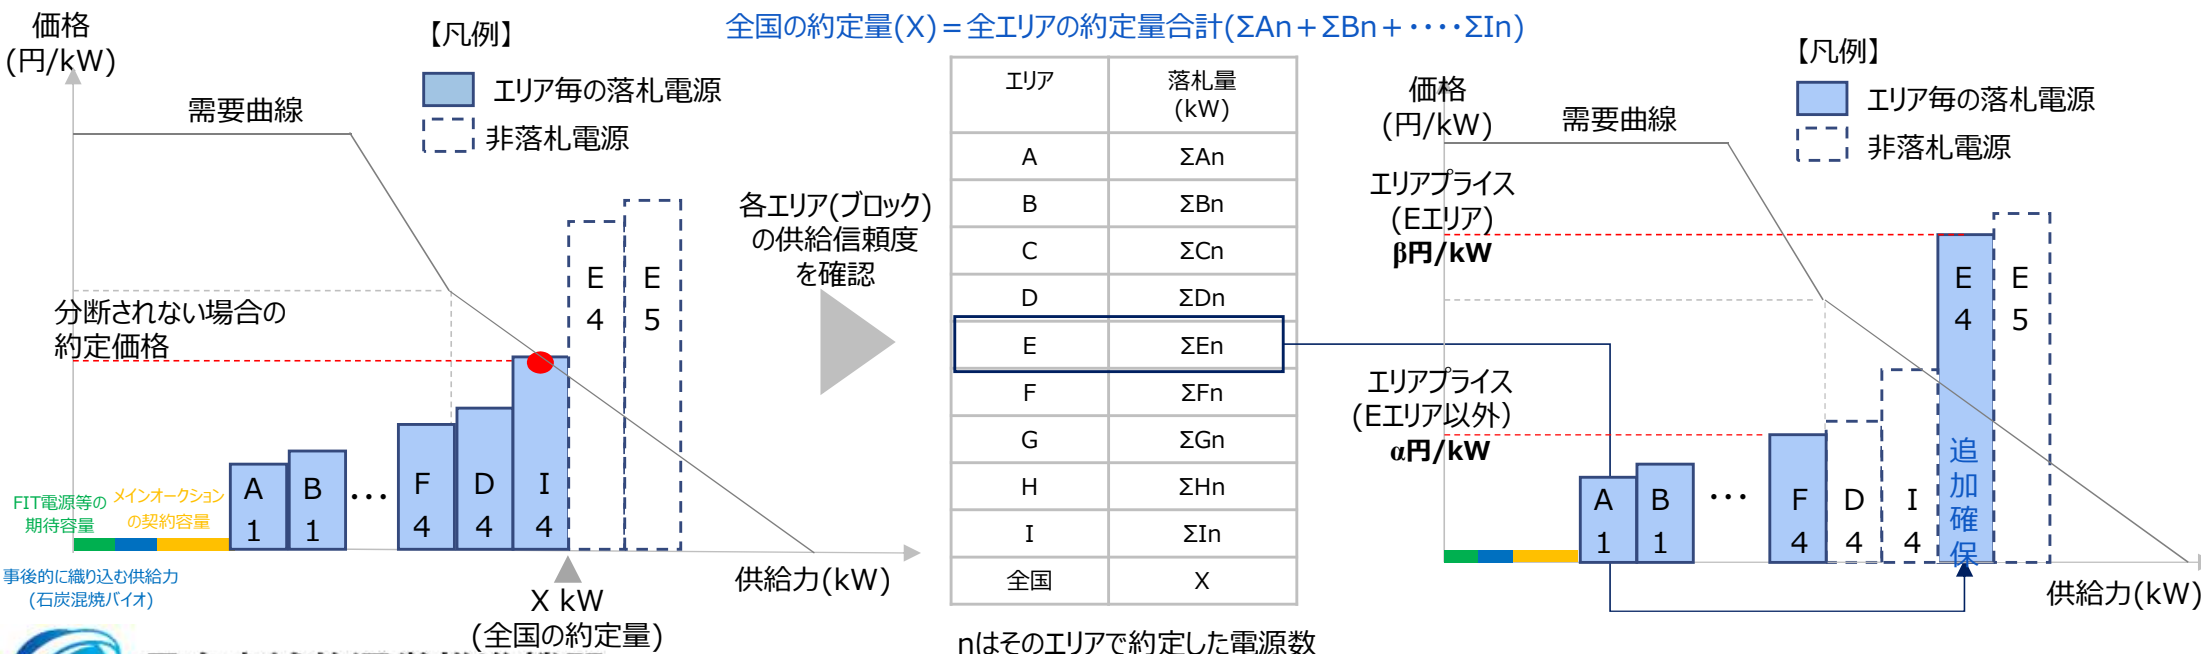 全国の約定量(X)=全エリアの約定量合計(ΣAn+ΣBn+・・・・ΣIn)
価格
(円/kW)
【凡例】
エリア毎の落札電源
非落札電源
需要曲線
分断されない場合の
約定価格
E
4
E
5
A
1
B
1
…
F
4
D
4
I
4
FIT電源等の
期待容量
メインオークション
の契約容量
事後的に織り込む供給力
(石炭混焼バイオ)
X kW
(全国の約定量)
供給力(kW)
各エリア(ブロック)
の供給信頼度
を確認
エリア 落札量
(kW)
A ΣAn
B ΣBn
C ΣCn
D ΣDn
E ΣEn
F ΣFn
G ΣGn
H ΣHn
I ΣIn
全国 X
nはそのエリアで約定した電源数
【凡例】
エリア毎の落札電源
非落札電源
価格
(円/kW)
需要曲線
エリアプライス
(Eエリア)
β円/kW
エリアプライス
(Eエリア以外)
α円/kW
A
1
B
1
…
F
4
D
4
I
4
E
4
追加確保
E
5
供給力(kW)